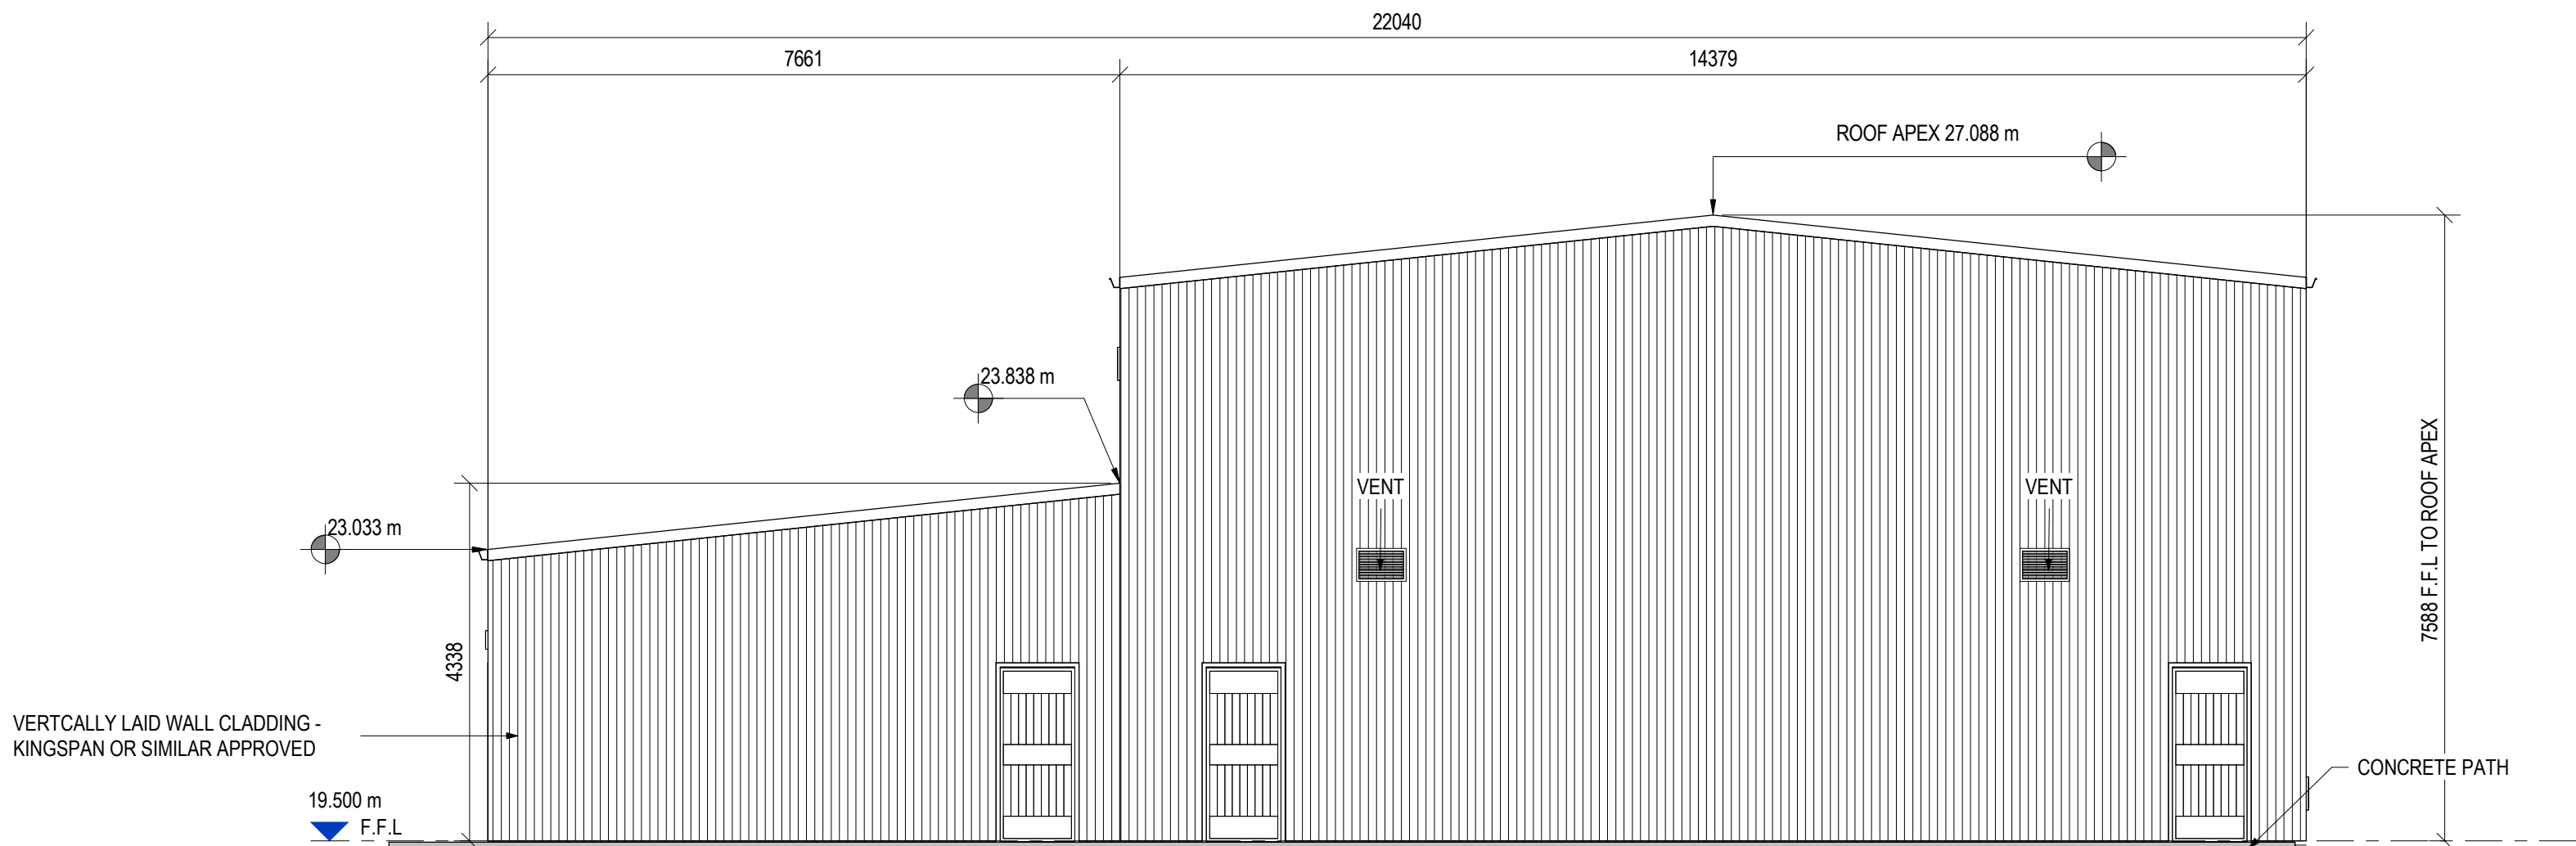 22040
7661
14379
ROOF APEX 27.088 m
23.838 m
VENT
VENT
23.033 m
7588 F.F.L TO ROOF APEX
4338
VERTCALLY LAID WALL CLADDING -
KINGSPAN OR SIMILAR APPROVED
CONCRETE PATH
19.500 m
F.F.L